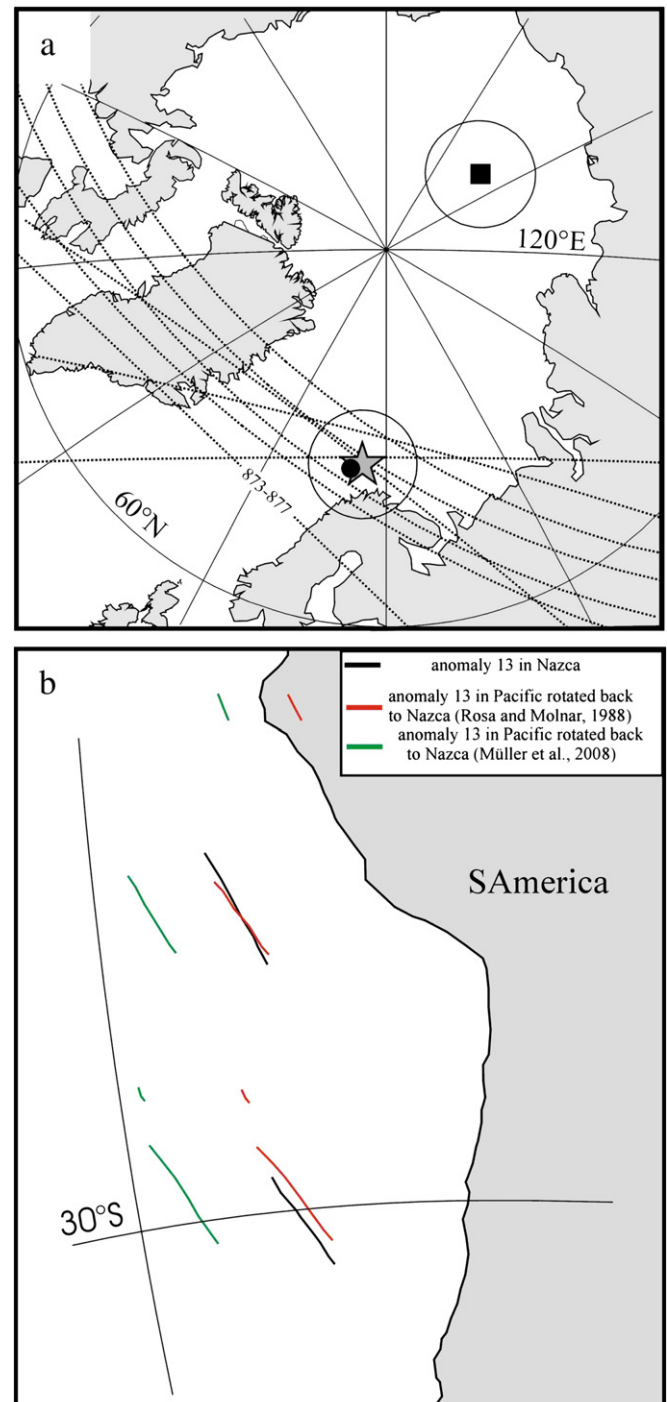 a
120°E
873-877
60°N
b
anomaly 13 in Nazca
anomaly 13 in Pacific rotated back
to Nazca (Rosa and Molnar, 1988)
anomaly 13 in Pacific rotated back
to Nazca (Müller et al., 2008)
SAmerica
30°S